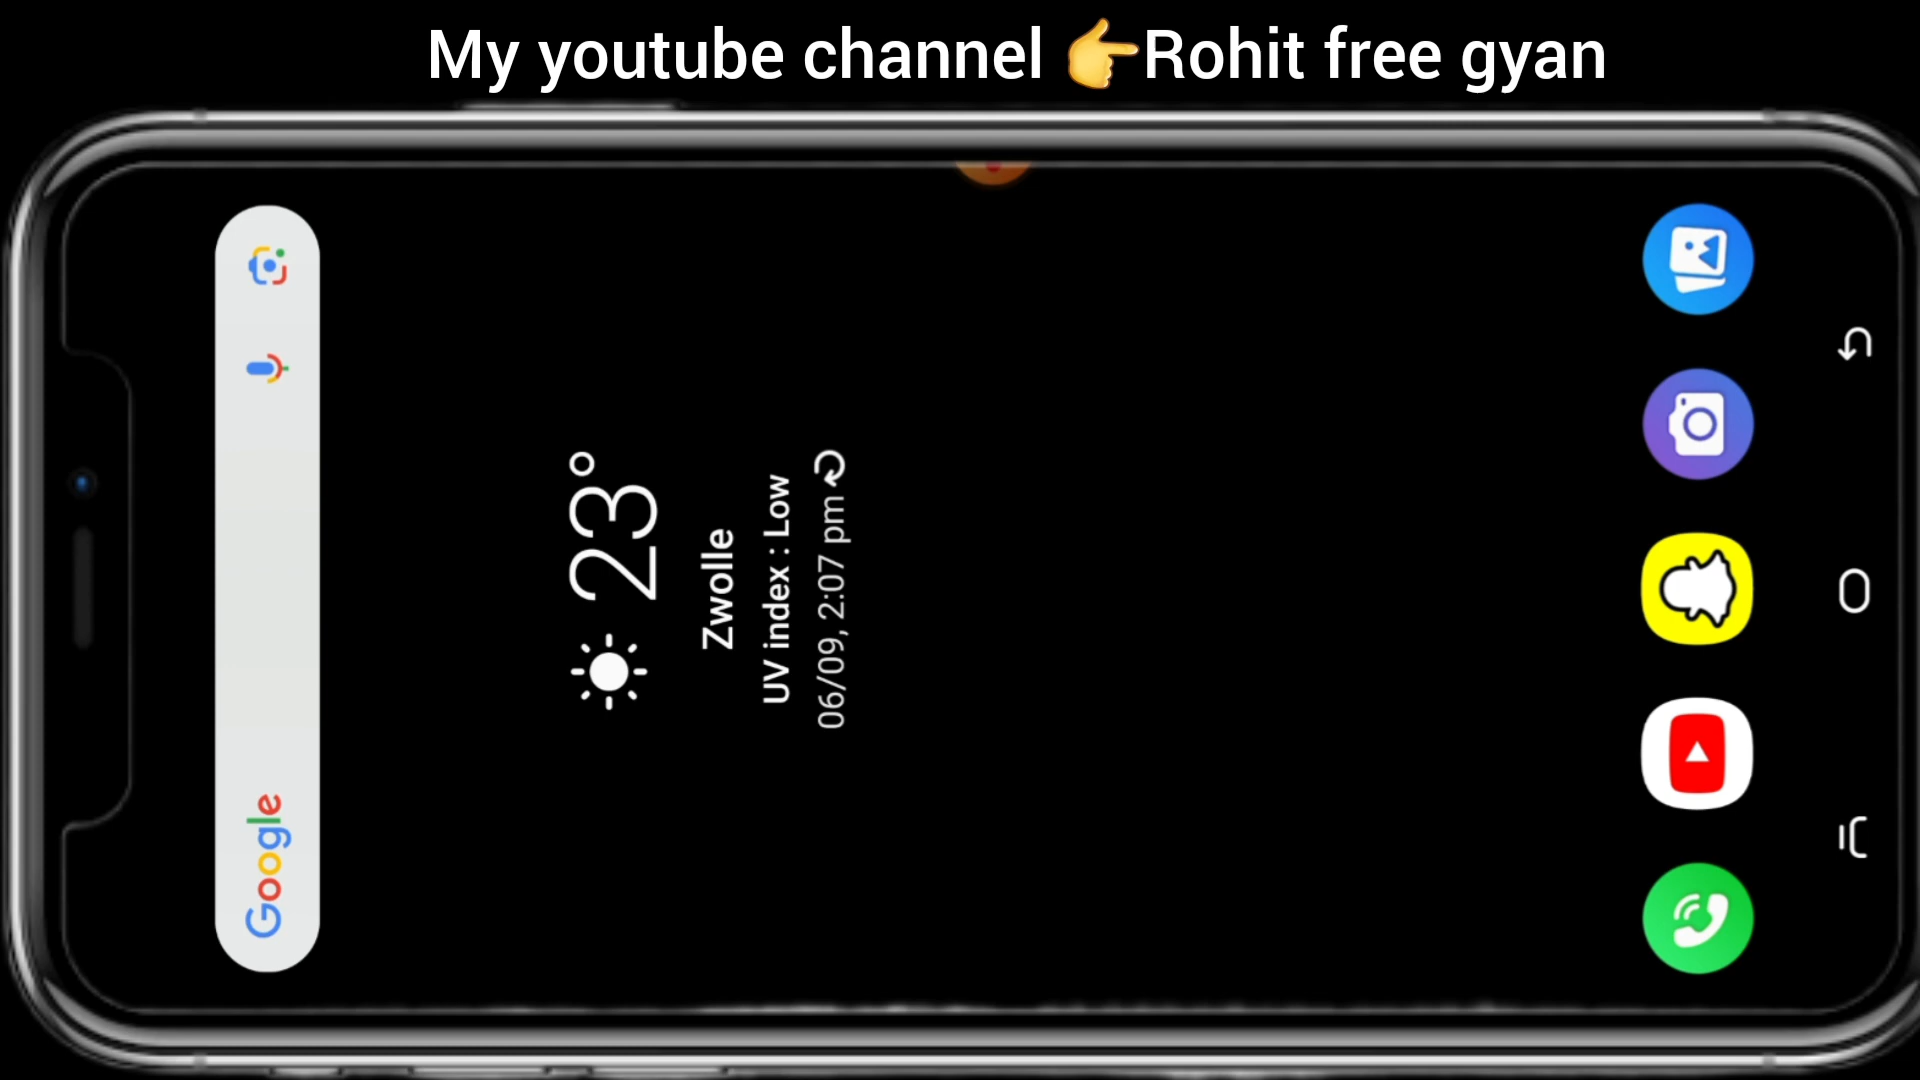 My youtube channel 👉Rohit free gyan
Google
23°
Zwolle
UV index : Low
06/09, 2:07 pm